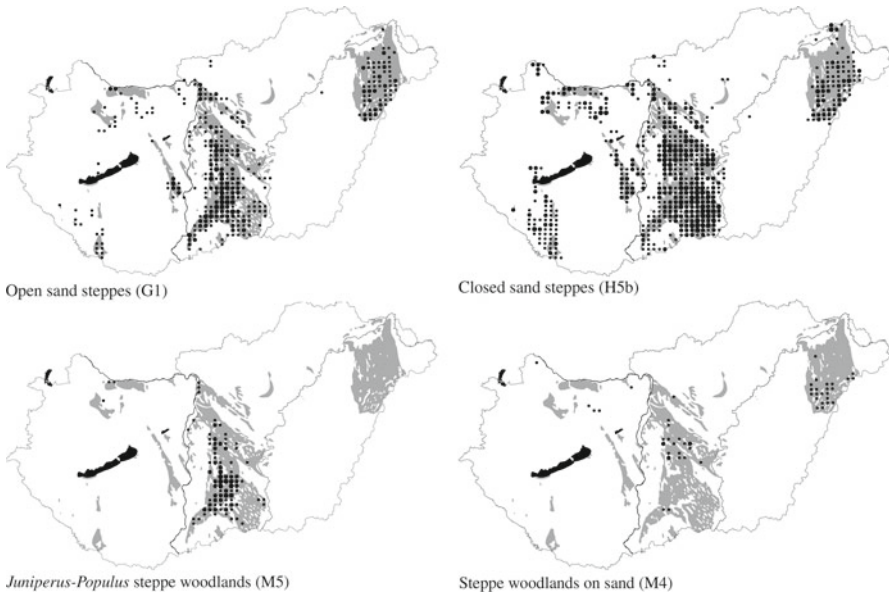 Open sand steppes (G1)
Closed sand steppes (H5b)
Juniperus-Populus steppe woodlands (M5)
Steppe woodlands on sand (M4)